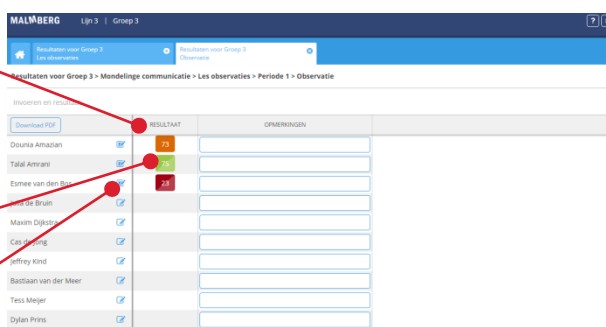 MALMBERG Lijn 3 | Groep 3
?
Resultaten voor Groep 3
Les observaties
Resultaten voor Groep 3
Observatie
Resultaten voor Groep 3 > Mondelinge communicatie > Les observaties > Periode 1 > Observatie
Invoeren en
Download PDF RESULTAAT OPMERKINGEN
Dounia Amazian 73
Talal Amrani
Esmee van den Bos 23
de Bruin
Maxim Dijkstra
Cas de Jong
Jeffrey Kind
Bastiaan van der Meer
Tess Meijer
Dylan Prins